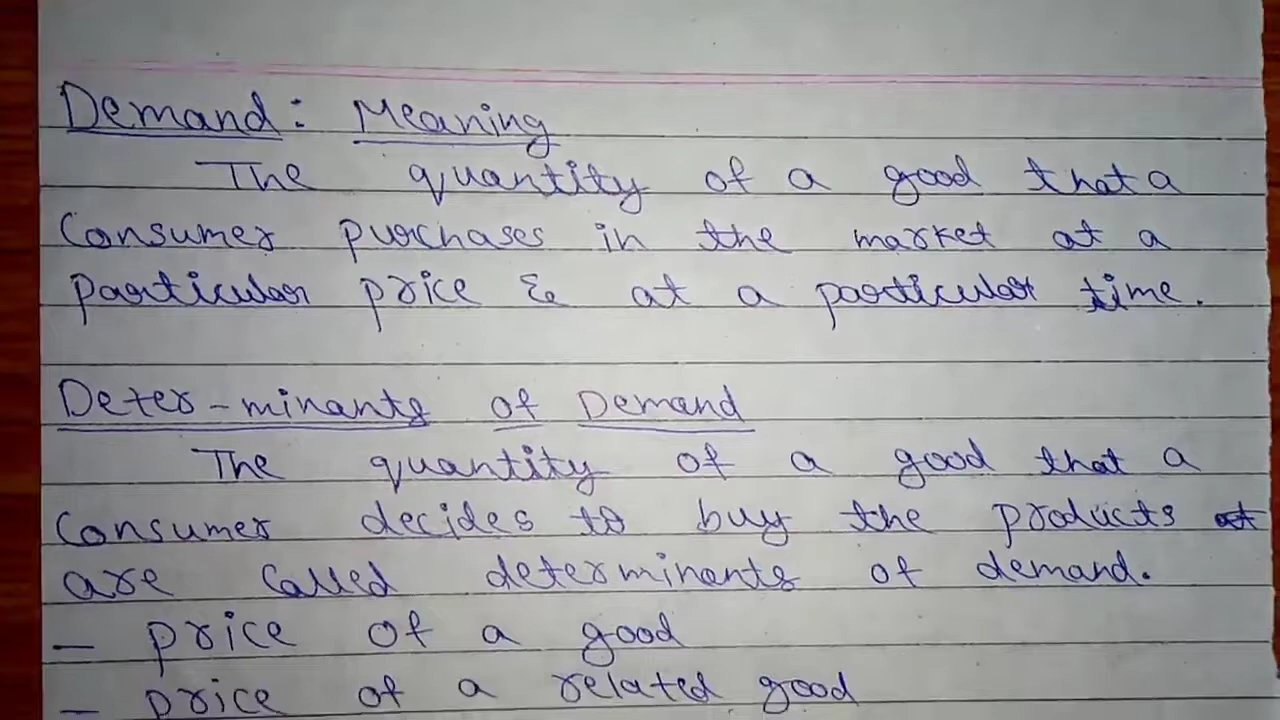 Demand: Meaning
The quantity of a good that a
Consumer purchases in the market at a
particular price & at a particular time.
Deter-minants of Demand
The quantity of a good that a
Consumer decides to buy the products
are called determinants of demand.
- price of a good
- price of a related good